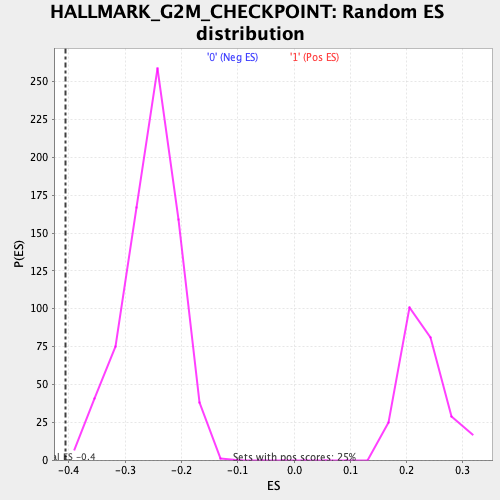 HALLMARK_G2M_CHECKPOINT: Random ES
distribution
'0' (Neg ES) '1' (Pos ES)
250
225
200
175
150
125
100
75
50
25
0
P(ES)
ES -0.4
Sets with pos scores: 25%
-0.4 -0.3 -0.2 -0.1 0.0 0.1 0.2 0.3
ES